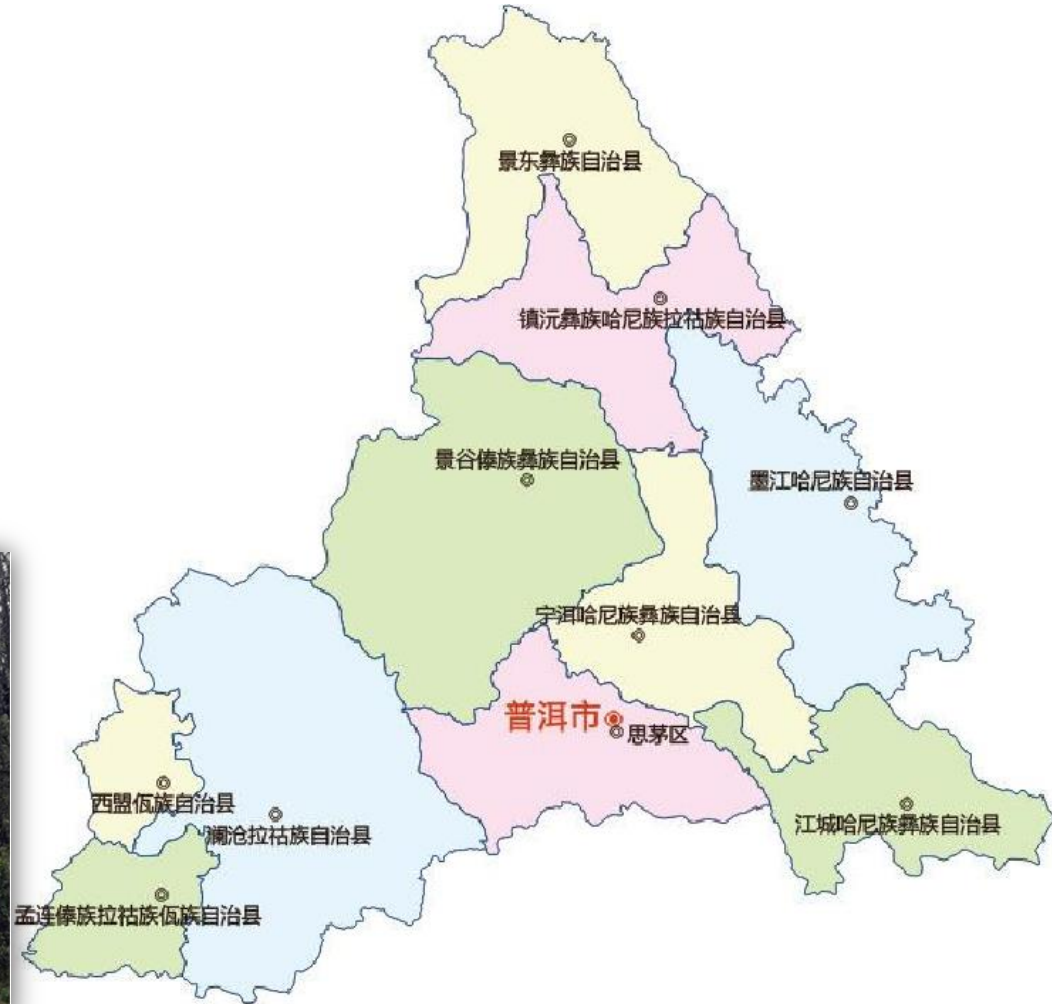 景东彝族自治县
镇沅彝族哈尼族拉祜族自治县
景谷傣族彝族自治县
墨江哈尼族自治县
宁洱哈尼族彝族自治县
普洱市
思茅区
西盟佤族自治县
澜沧拉祜族自治县
江城哈尼族彝族自治县
孟连傣族拉祜族佤族自治县